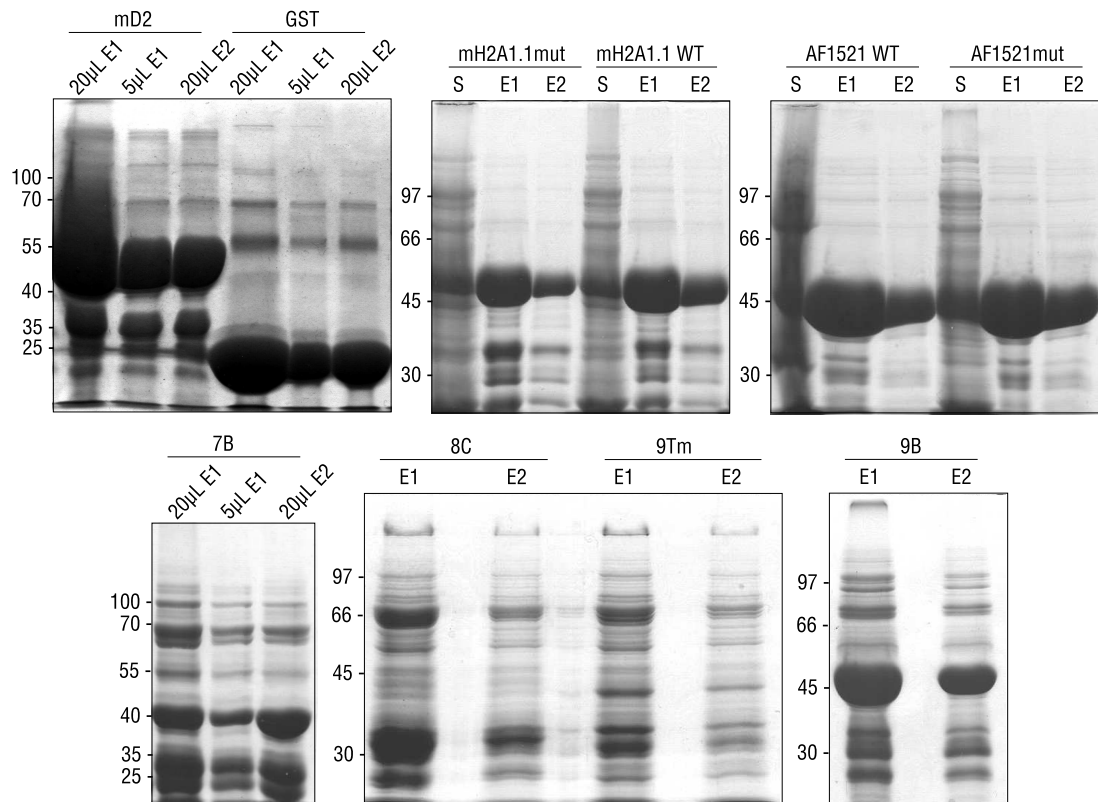 mD2 GST
20µL E1 5µL E1 20µL E2 20µL E1 5µL E1 20µL E2
100
70
55
40
35
25
mH2A1.1mut mH2A1.1 WT
S E1 E2 S E1 E2
97
66
45
30
AF1521 WT AF1521mut
S E1 E2 S E1 E2
97
66
45
30
7B
20µL E1 5µL E1 20µL E2
100
70
55
40
35
25
8C 9Tm
E1 E2 E1 E2
97
66
45
30
9B
E1 E2
97
66
45
30